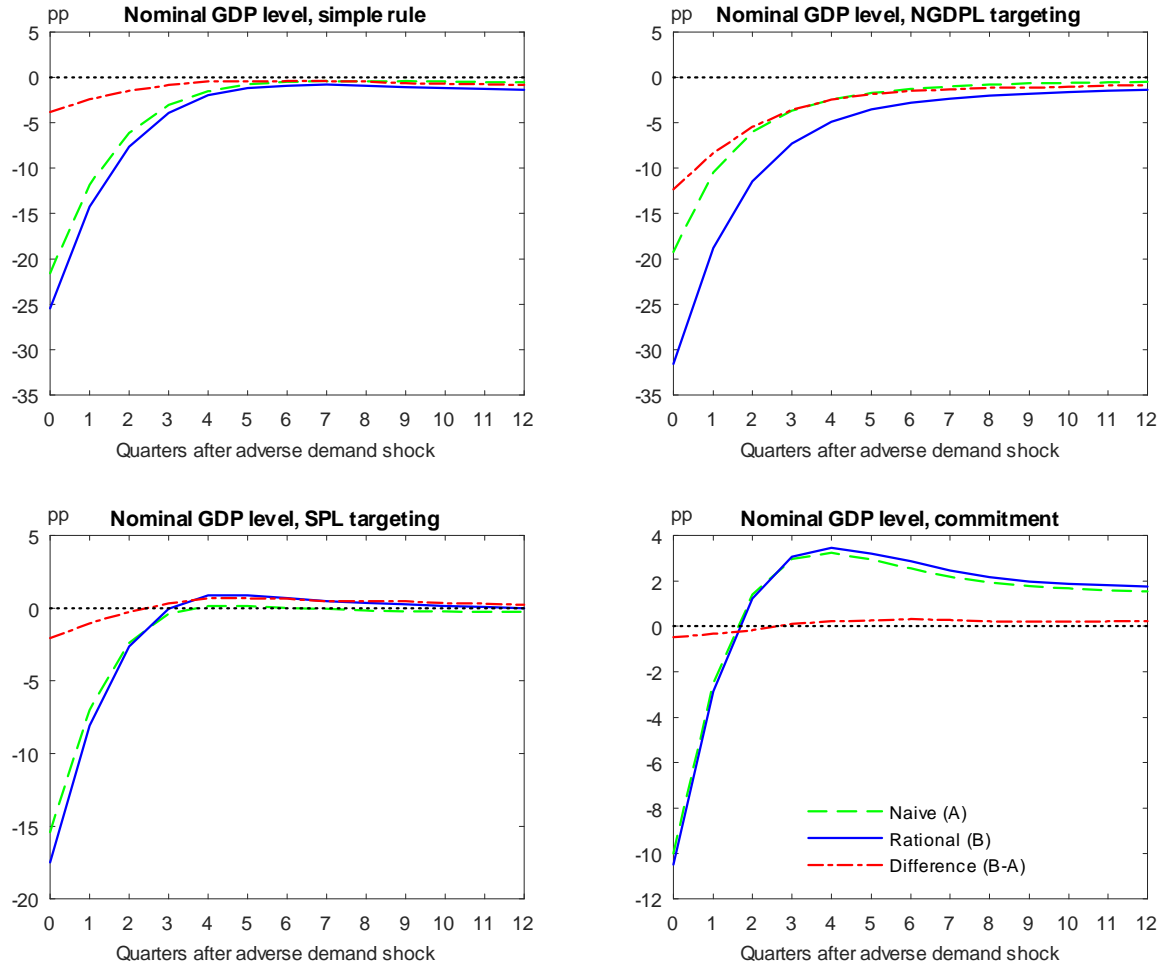 pp Nominal GDP level, simple rule
5
0
-5
-10
-15
-20
-25
-30
-35
0 1 2 3 4 5 6 7 8 9 10 11 12
Quarters after adverse demand shock
pp Nominal GDP level, NGDPL targeting
5
0
-5
-10
-15
-20
-25
-30
-35
0 1 2 3 4 5 6 7 8 9 10 11 12
Quarters after adverse demand shock
pp Nominal GDP level, SPL targeting
5
0
-5
-10
-15
-20
0 1 2 3 4 5 6 7 8 9 10 11 12
Quarters after adverse demand shock
pp Nominal GDP level, commitment
4
2
0
-2
-4
-6
-8
-10
-12
Naive (A)
Rational (B)
Difference (B-A)
0 1 2 3 4 5 6 7 8 9 10 11 12
Quarters after adverse demand shock